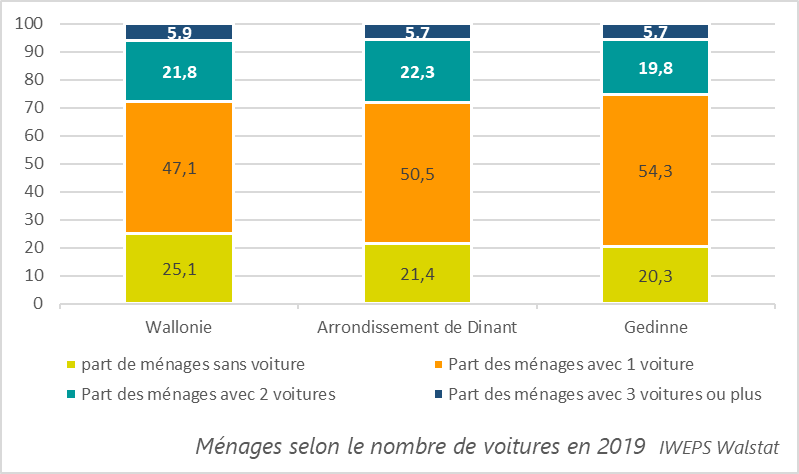 100
90
80
70
60
50
40
30
20
10
0
5,9 5,7 5,7
21,8 22,3 19,8
47,1 50,5 54,3
25,1 21,4 20,3
Wallonie Arrondissement de Dinant Gedinne
part de ménages sans voiture Part des ménages avec 1 voiture
Part des ménages avec 2 voitures Part des ménages avec 3 voitures ou plus
Ménages selon le nombre de voitures en 2019 IWEPS Walstat